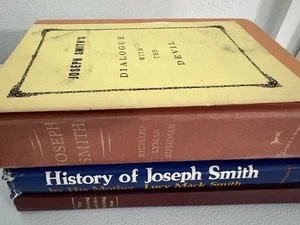 JOSEPH SMITH'S
DIALOGUE
WITH
THE
DEVIL
JOSEPH
SMITH
RICHARD
LYMAN
BUSHMAN
History of Joseph Smith
by His Mother, Lucy Mack Smith